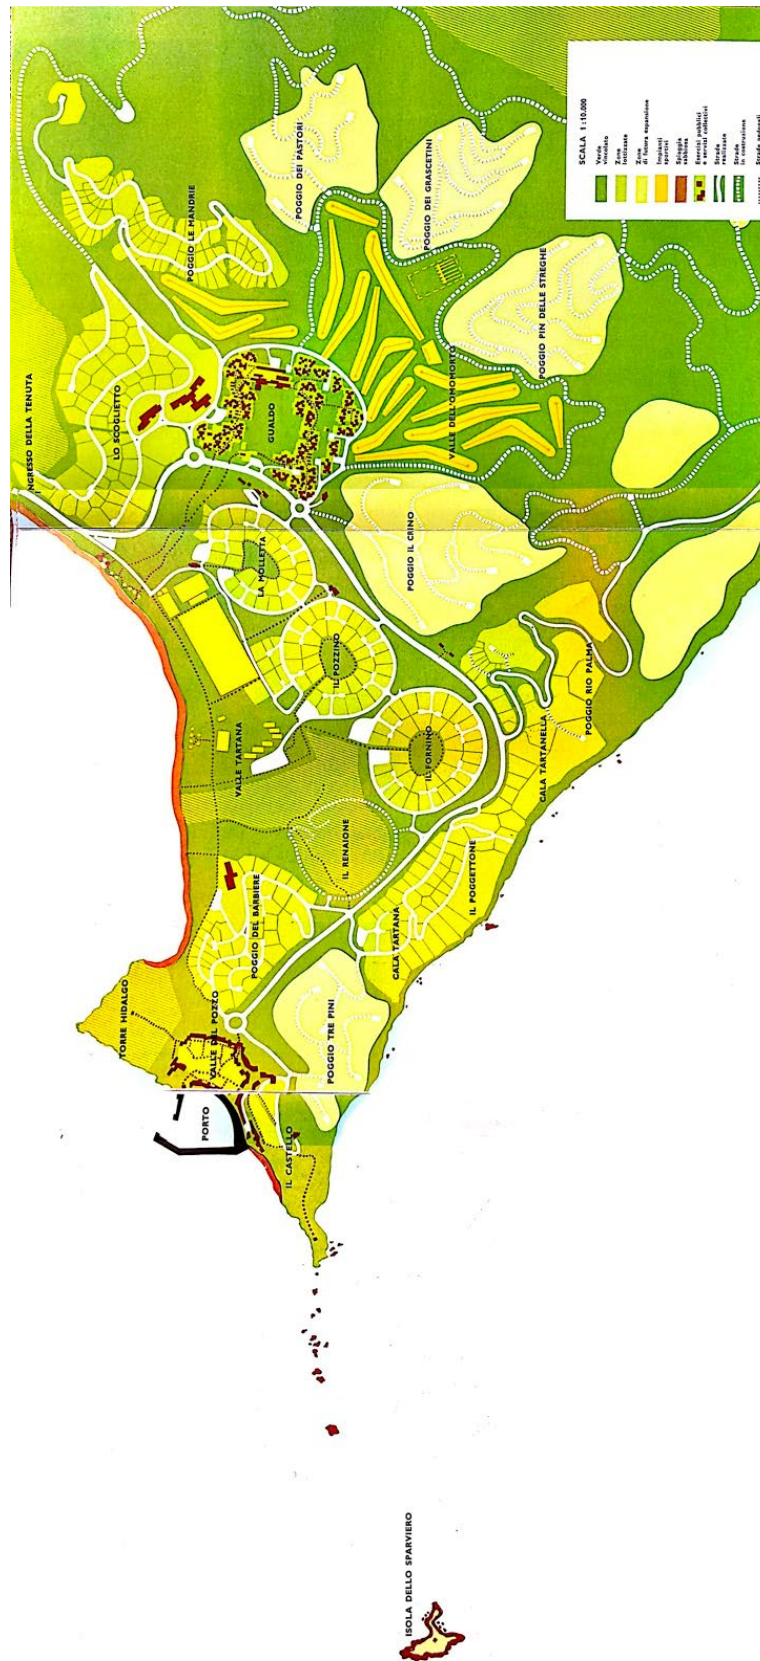 SCALA 1:10.000
Verde
vincolato
Zone
lottizzate
Zone
di futura espansione
Impianti
sportivi
Spiaggia
sabbiosa
Esercizi pubblici
e servizi collettivi
Strade
realizzate
Strade
in costruzione
Strade pedonali
INGRESSO DELLA TENUTA
LO SCOGLIETTO
POGGIO LE MANDRIE
POGGIO DEI PASTORI
POGGIO DEI GRASCETINI
POGGIO PIN DELLE STREGHE
GUALDO
VALLE DELL'OMOMORTO
LA MOLLETTA
POGGIO IL CRINO
IL POZZINO
VALLE TARTANA
IL FORNINO
POGGIO RIO PALMA
CALA TARTANELLA
IL RENAIONE
POGGIO DEL BARBIERE
IL POGGETTONE
CALA TARTANA
TORRE HIDALGO
VALLE DEL POZZO
POGGIO TRE PINI
PORTO
IL CASTELLO
ISOLA DELLO SPARVIERO